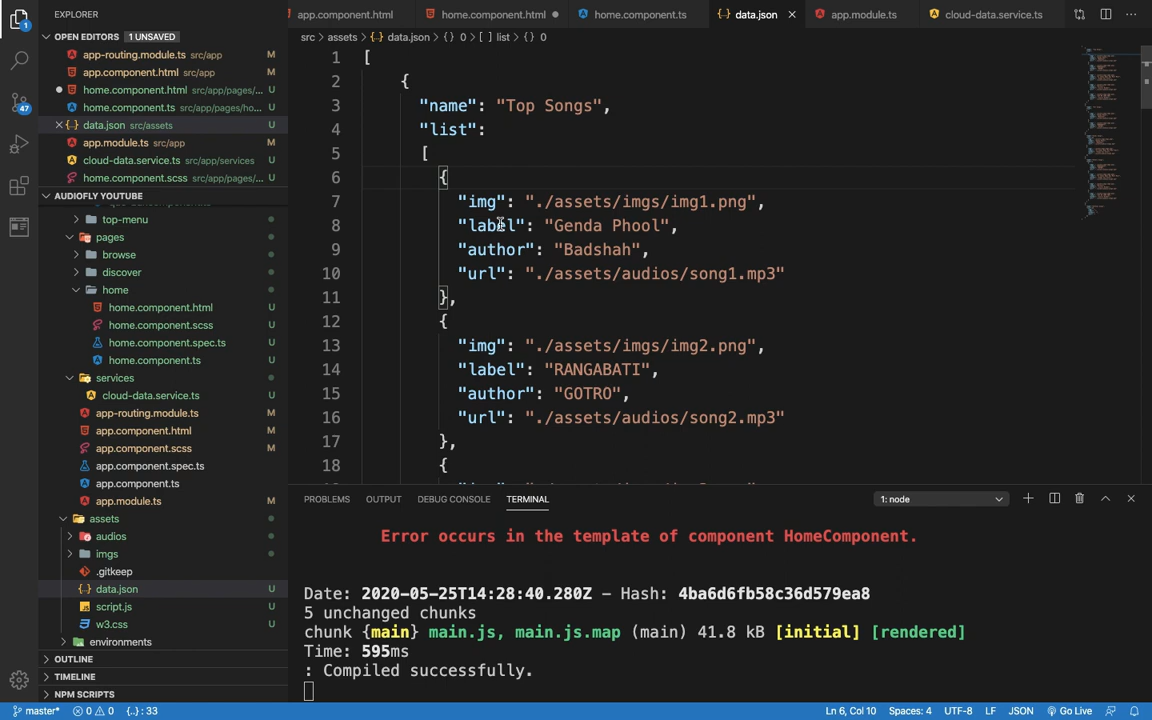 EXPLORER
OPEN EDITORS 1 UNSAVED
app-routing.module.ts src/app M
app.component.html src/app M
home.component.html src/app/pages/... U
home.component.ts src/app/pages/ho... U
data.json src/assets U
app.module.ts src/app M
cloud-data.service.ts src/app/services U
home.component.scss src/app/pages/... U
AUDIOFLY YOUTUBE
top-menu
pages
browse
discover
home
home.component.html U
home.component.scss U
home.component.spec.ts U
home.component.ts U
services
cloud-data.service.ts U
app-routing.module.ts M
app.component.html M
app.component.scss M
app.component.spec.ts
app.component.ts
app.module.ts M
assets
audios
imgs
.gitkeep
data.json U
script.js U
w3.css U
environments
OUTLINE
TIMELINE
NPM SCRIPTS
47
app.component.html home.component.html home.component.ts data.json app.module.ts cloud-data.service.ts
src > assets > {} data.json > {} 0 > [ ] list > {} 0
1 [
2 {
3 "name": "Top Songs",
4 "list":
5 [
6 {
7 "img": "./assets/imgs/img1.png",
8 "label": "Genda Phool",
9 "author": "Badshah",
10 "url": "./assets/audios/song1.mp3"
11 },
12 {
13 "img": "./assets/imgs/img2.png",
14 "label": "RANGABATI",
15 "author": "GOTRO",
16 "url": "./assets/audios/song2.mp3"
17 },
18 {
PROBLEMS OUTPUT DEBUG CONSOLE TERMINAL 1: node
Error occurs in the template of component HomeComponent.
Date: 2020-05-25T14:28:40.280Z - Hash: 4ba6d6fb58c36d579ea8
5 unchanged chunks
chunk {main} main.js, main.js.map (main) 41.8 kB [initial] [rendered]
Time: 595ms
: Compiled successfully.
master* 0 0 {..} : 33 Ln 6, Col 10 Spaces: 4 UTF-8 LF JSON Go Live